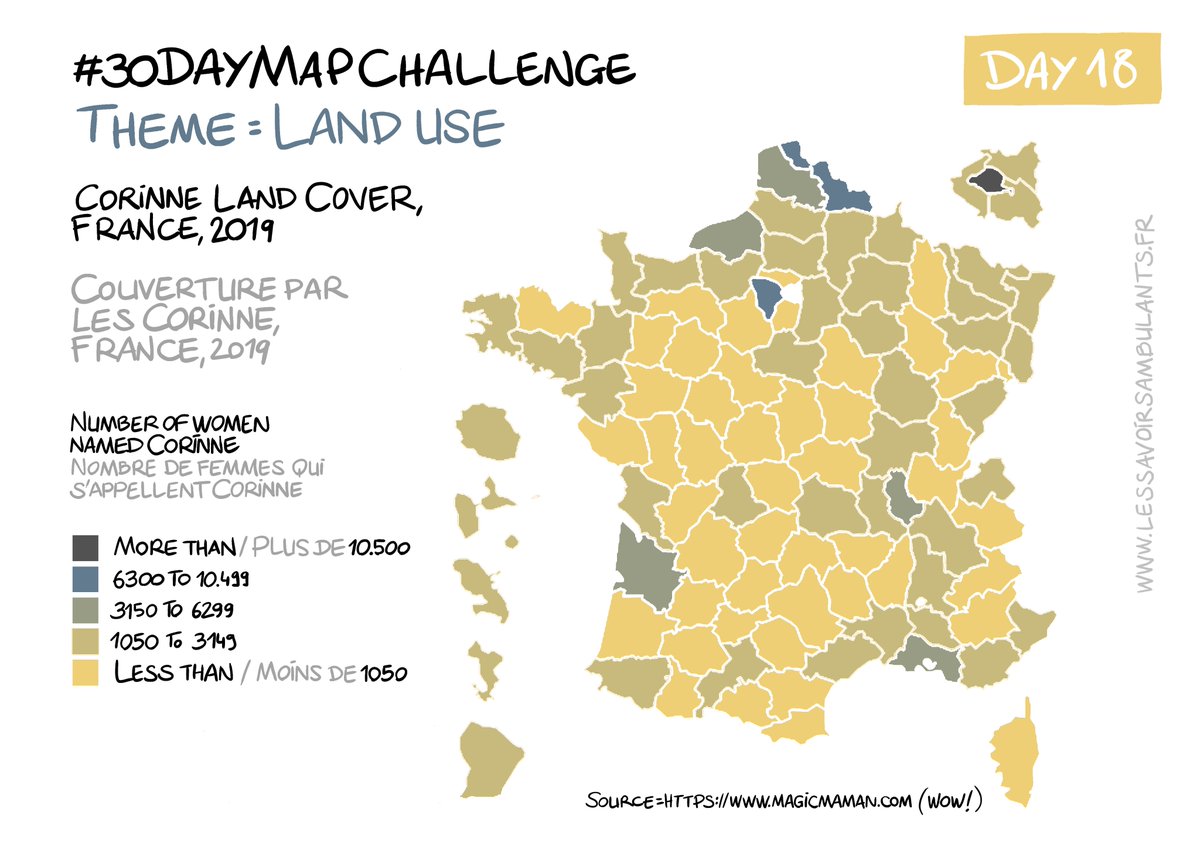 #30DAYMAPCHALLENGE
THEME = LAND USE
DAY 18
CORINNE LAND COVER,
FRANCE, 2019
COUVERTURE PAR
LES CORINNE,
FRANCE, 2019
NUMBER OF WOMEN
NAMED CORINNE
NOMBRE DE FEMMES QUI
S'APPELLENT CORINNE
MORE THAN / PLUS DE 10.500
6300 TO 10.499
3150 TO 6299
1050 TO 3149
LESS THAN / MOINS DE 1050
SOURCE=HTTPS://WWW.MAGICMAMAN.COM (WOW!)
WWW.LESSAVOIRSAMBULANTS.FR